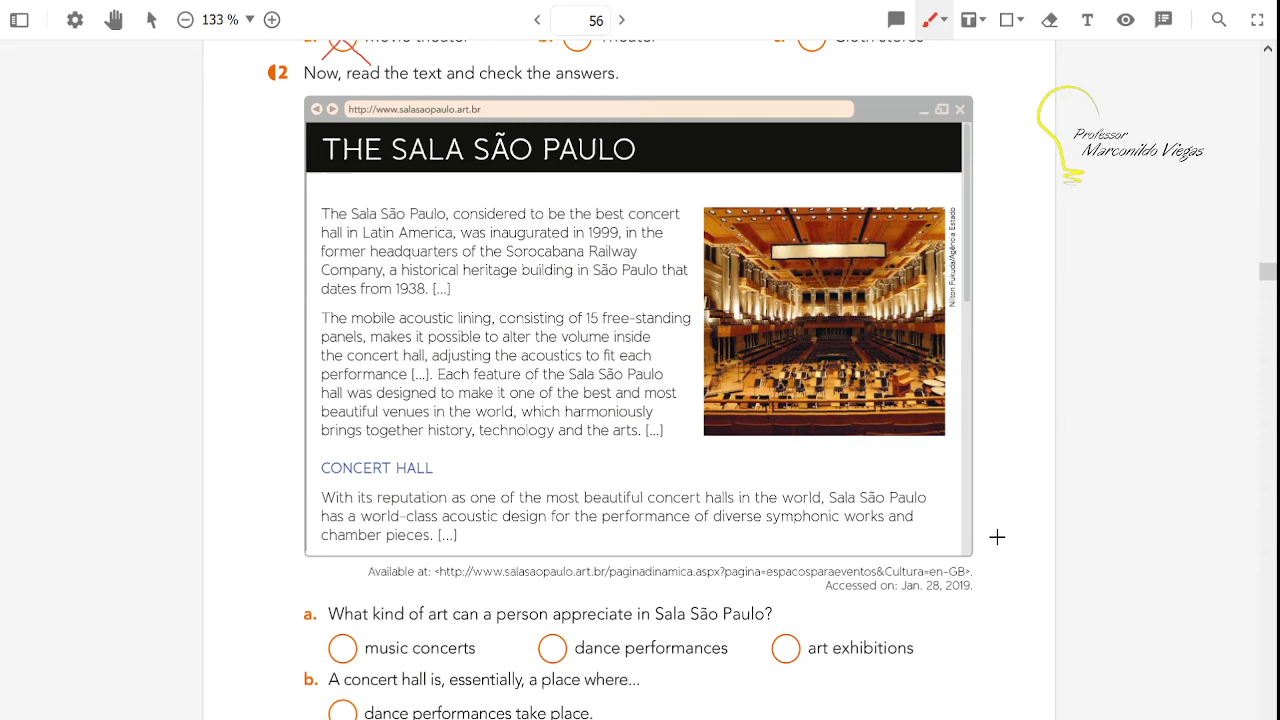 133 %
56
Now, read the text and check the answers.
http://www.salasaopaulo.art.br
THE SALA SÃO PAULO
Professor
Marconildo Viegas
The Sala São Paulo, considered to be the best concert
hall in Latin America, was inaugurated in 1999, in the
former headquarters of the Sorocabana Railway
Company, a historical heritage building in São Paulo that
dates from 1938. [...]
The mobile acoustic lining, consisting of 15 free-standing
panels, makes it possible to alter the volume inside
the concert hall, adjusting the acoustics to fit each
performance [...]. Each feature of the Sala São Paulo
hall was designed to make it one of the best and most
beautiful venues in the world, which harmoniously
brings together history, technology and the arts. [...]
Nilton Fukuda/Agência Estado
CONCERT HALL
With its reputation as one of the most beautiful concert halls in the world, Sala São Paulo
has a world-class acoustic design for the performance of diverse symphonic works and
chamber pieces. [...]
Available at: <http://www.salasaopaulo.art.br/paginadinamica.aspx?pagina=espacosparaeventos&Cultura=en-GB>.
Accessed on: Jan. 28, 2019.
a. What kind of art can a person appreciate in Sala São Paulo?
music concerts dance performances art exhibitions
b. A concert hall is, essentially, a place where...
dance performances take place.